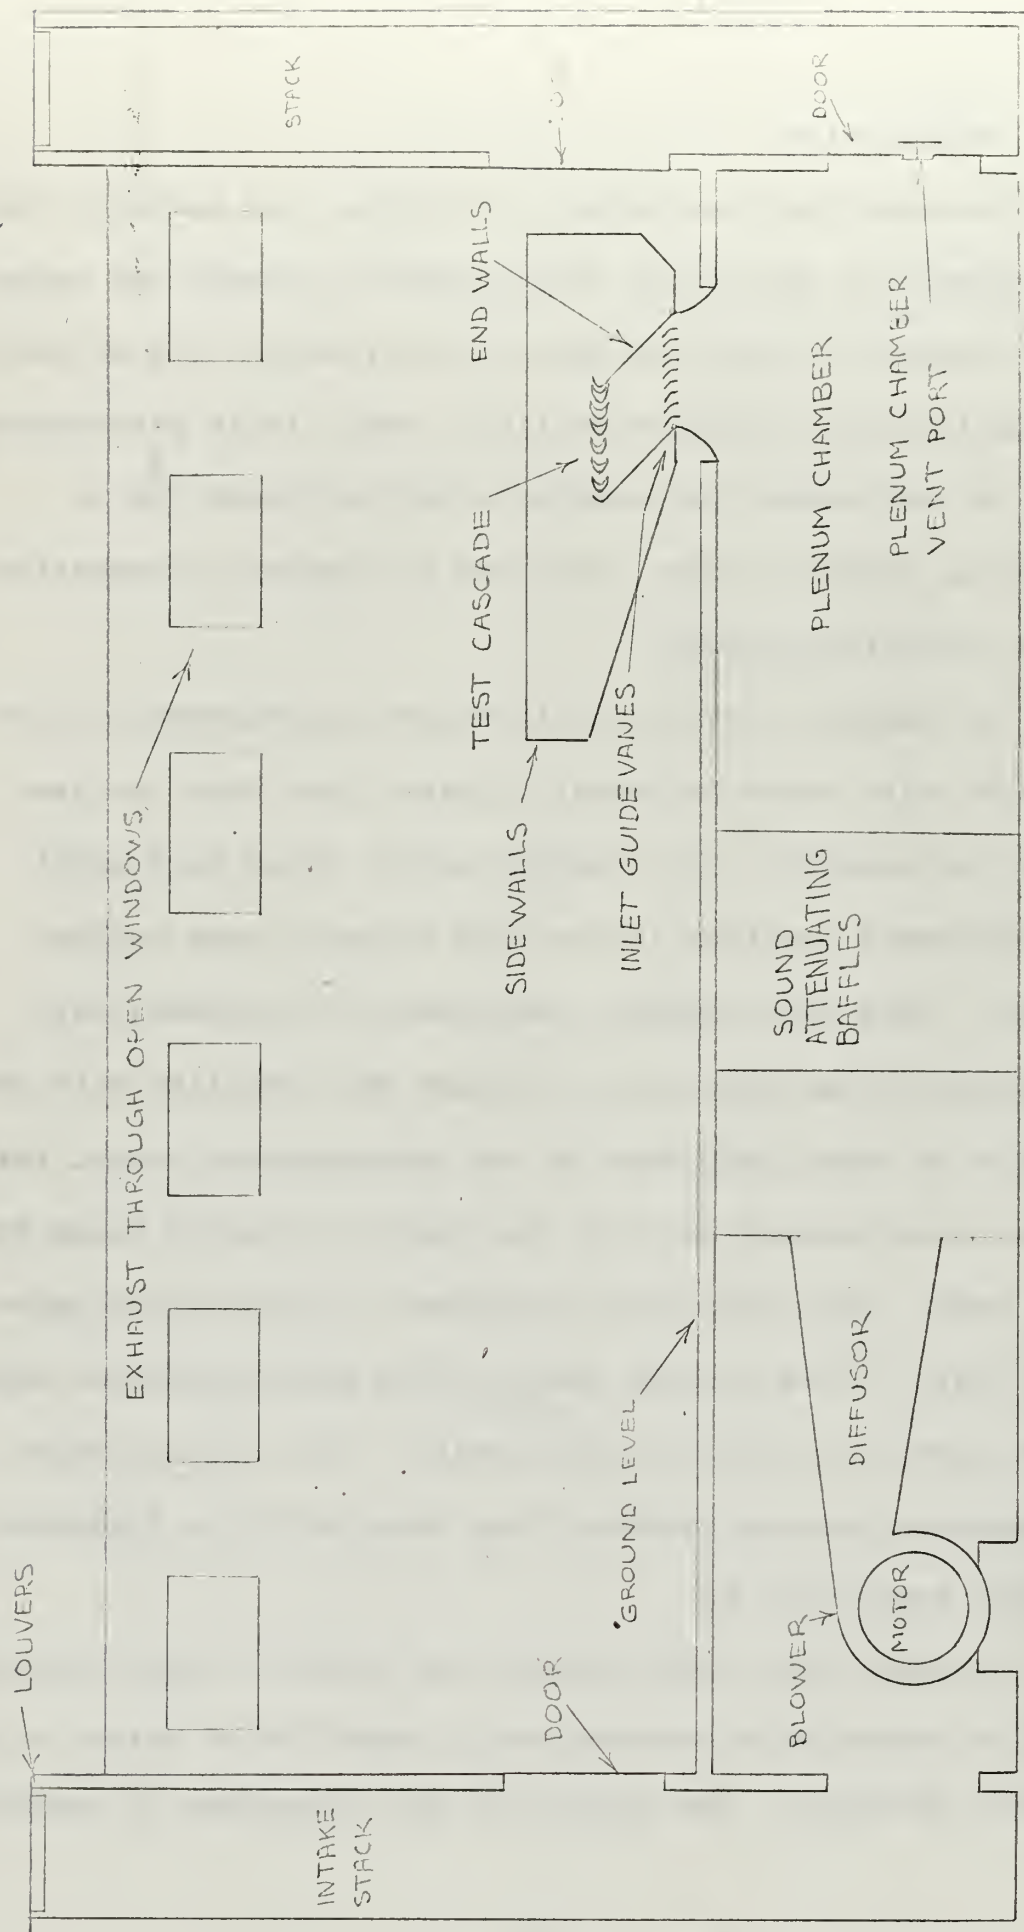 LOUVERS
INTAKE
STACK
EXHAUST THROUGH OPEN WINDOWS
STACK
DOOR
SIDE WALLS
TEST CASCADE
END WALLS
INLET GUIDE VANES
GROUND LEVEL
BLOWER
MOTOR
DIFFUSOR
SOUND
ATTENUATING
BAFFLES
PLENUM CHAMBER
PLENUM CHAMBER
VENT PORT
DOOR